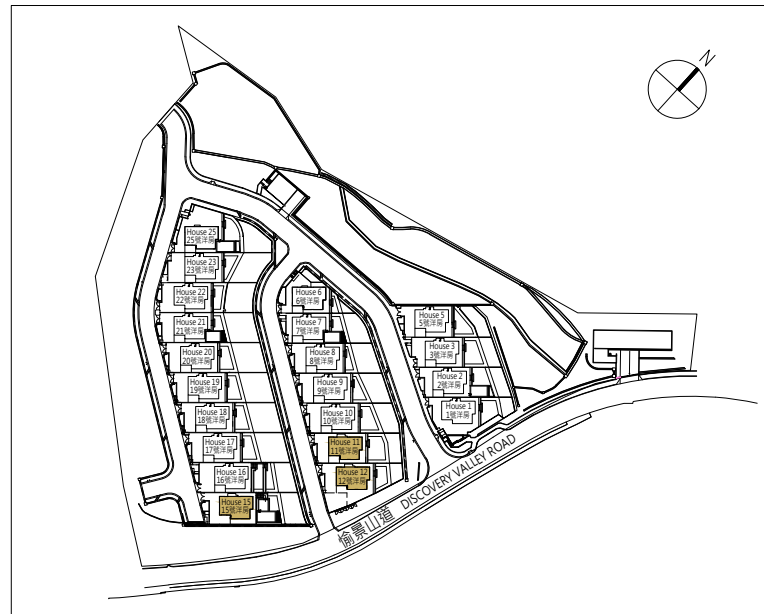 N
House 25
25號洋房
House 23
23號洋房
House 22
22號洋房
House 21
21號洋房
House 20
20號洋房
House 19
19號洋房
House 18
18號洋房
House 17
17號洋房
House 16
16號洋房
House 15
15號洋房
House 6
6號洋房
House 7
7號洋房
House 8
8號洋房
House 9
9號洋房
House 10
10號洋房
House 11
11號洋房
House 12
12號洋房
House 5
5號洋房
House 3
3號洋房
House 2
2號洋房
House 1
1號洋房
愉景山道 DISCOVERY VALLEY ROAD